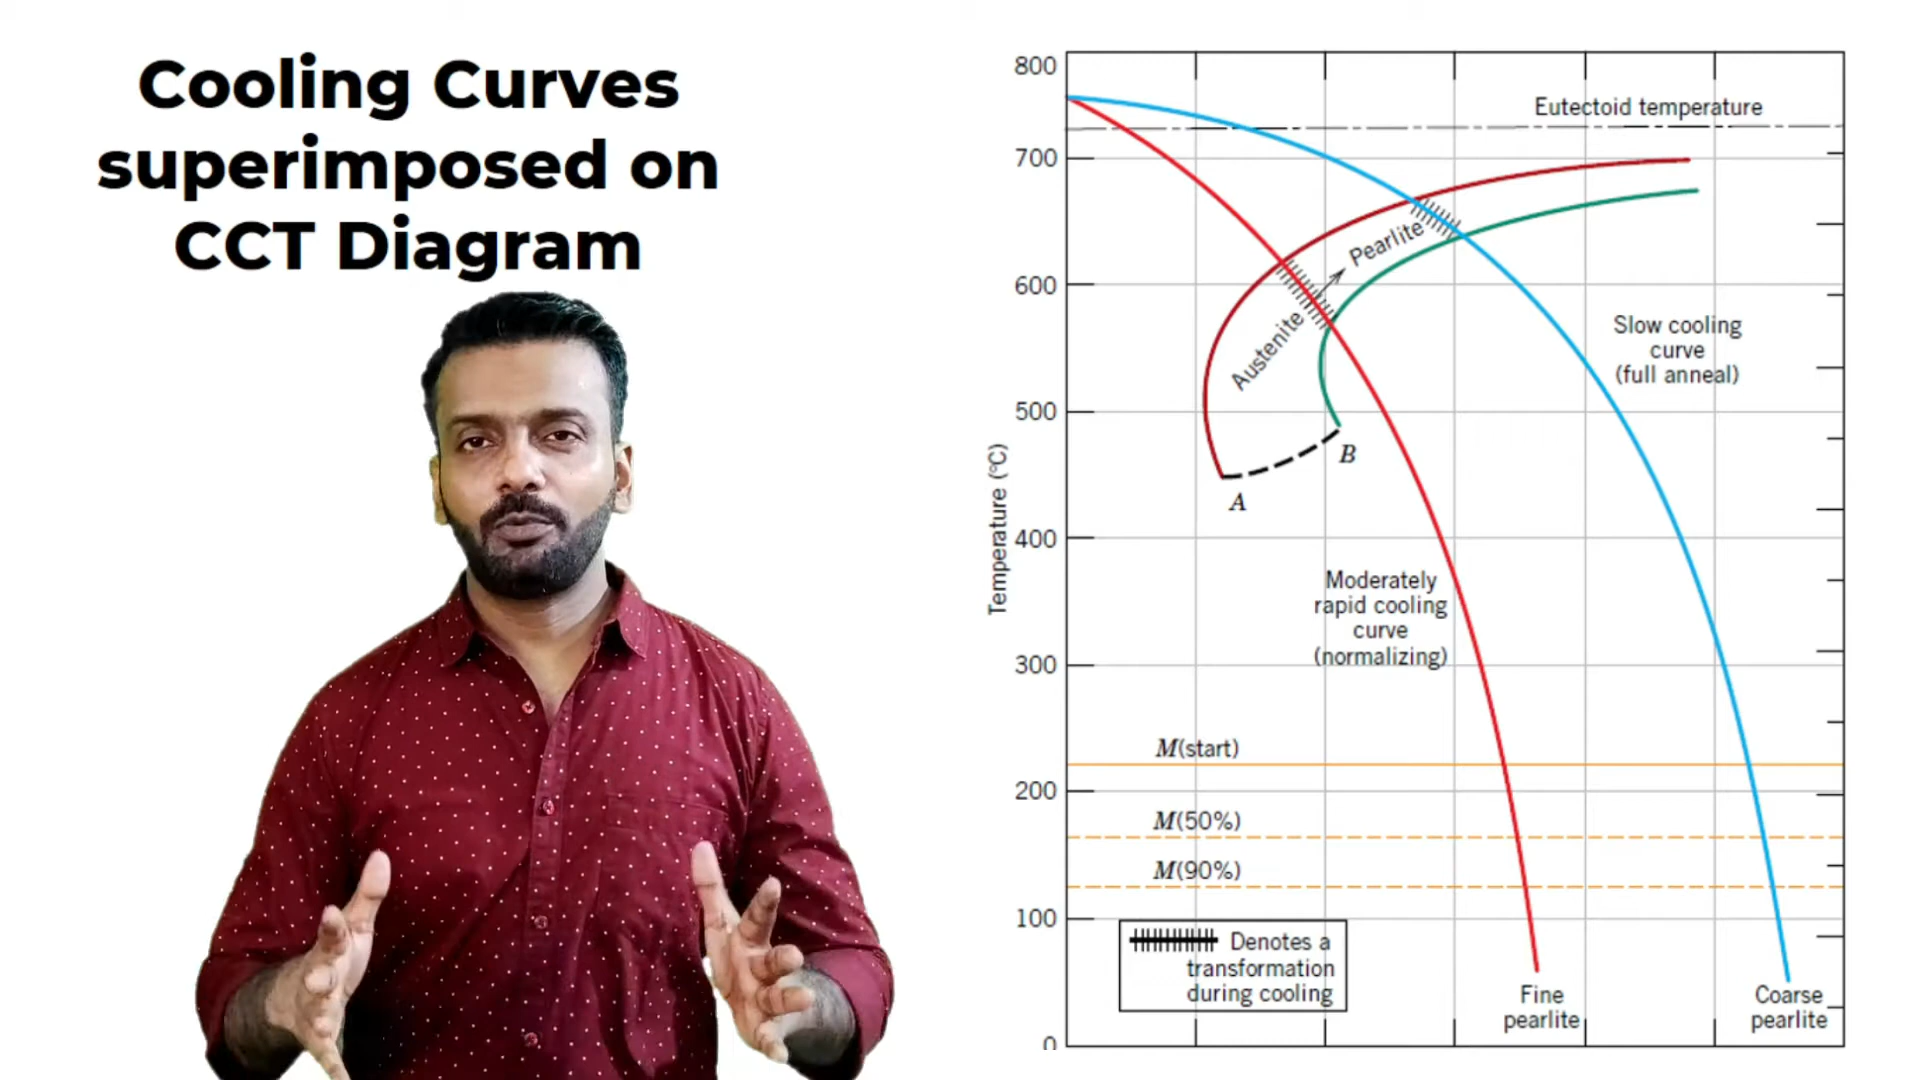 Cooling Curves
superimposed on
CCT Diagram
800
700
600
500
400
300
200
100
0
Temperature (°C)
Eutectoid temperature
Pearlite
Austenite
A
B
Slow cooling
curve
(full anneal)
Moderately
rapid cooling
curve
(normalizing)
M(start)
M(50%)
M(90%)
Denotes a
transformation
during cooling
Fine
pearlite
Coarse
pearlite